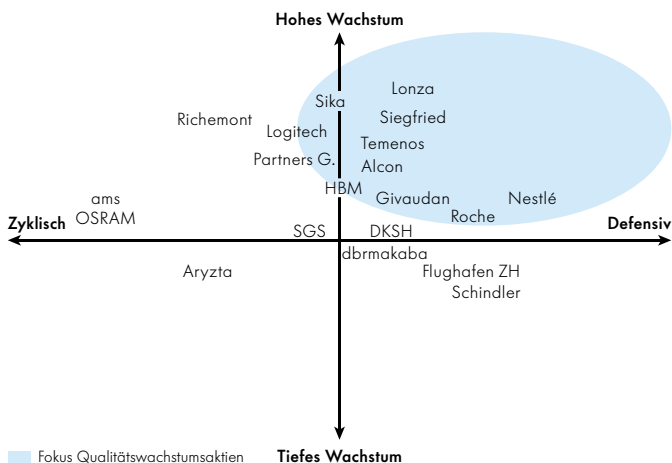 Hohes Wachstum
Lonza
Sika
Siegfried
Richemont
Logitech
Temenos
Partners G.
Alcon
HBM
ams
OSRAM
Givaudan
Nestlé
Roche
Zyklisch
Defensiv
SGS
DKSH
dbrmakaba
Aryzta
Flughafen ZH
Schindler
Fokus Qualitätswachstumsaktien
Tiefes Wachstum